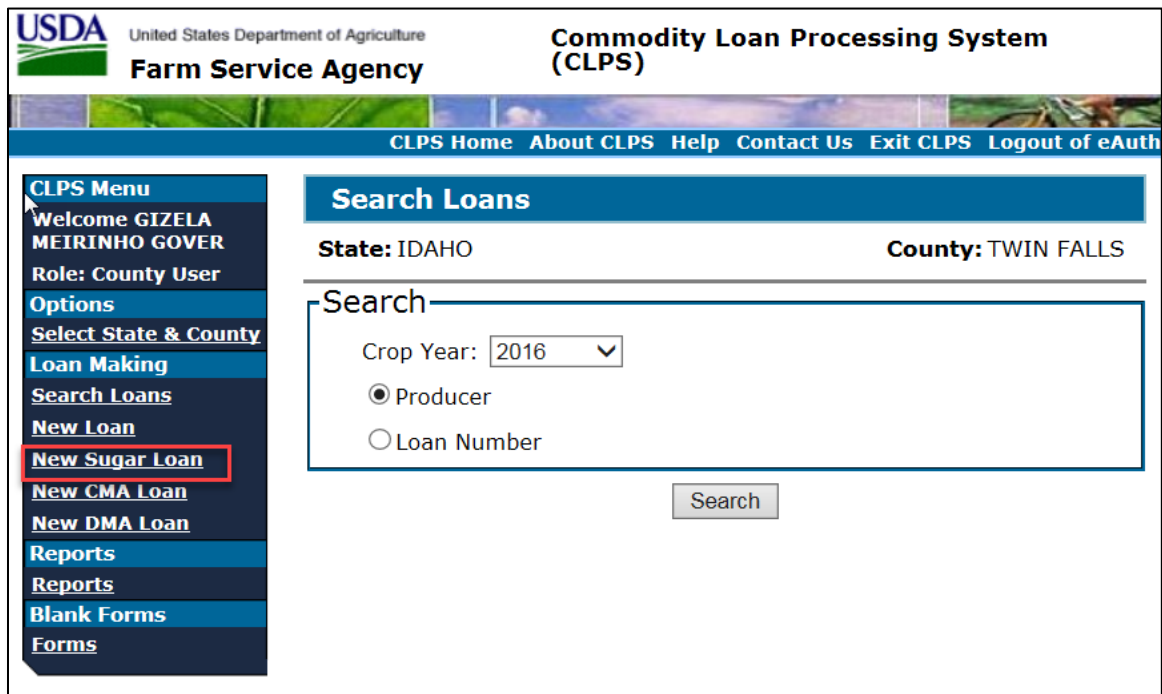 USDA
United States Department of Agriculture
Farm Service Agency
Commodity Loan Processing System
(CLPS)
CLPS Home About CLPS Help Contact Us Exit CLPS Logout of eAuth
CLPS Menu
Welcome GIZELA
MEIRINHO GOVER
Role: County User
Options
Select State & County
Loan Making
Search Loans
New Loan
New Sugar Loan
New CMA Loan
New DMA Loan
Reports
Reports
Blank Forms
Forms
Search Loans
State: IDAHO County: TWIN FALLS
Search
Crop Year: 2016
Producer
Loan Number
Search